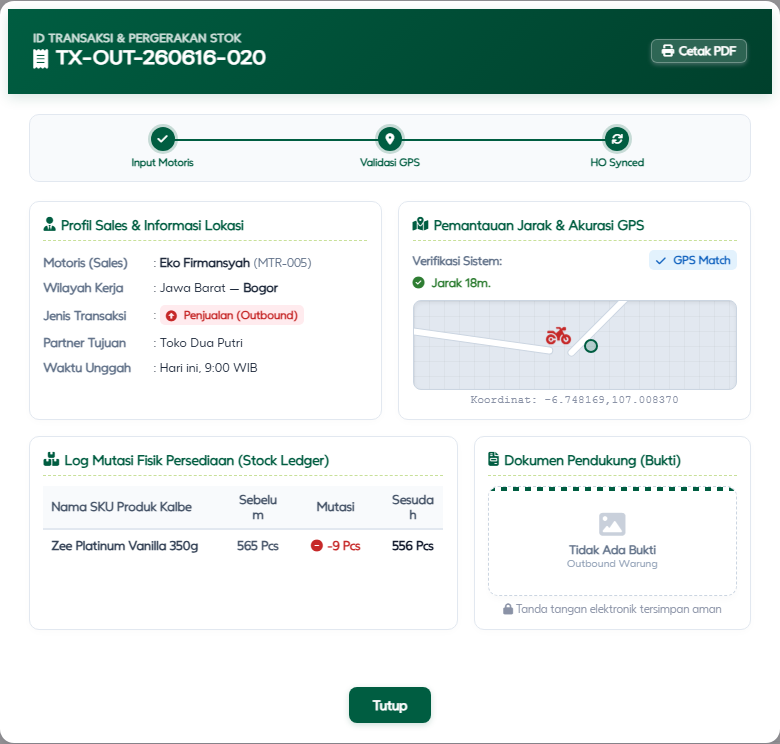 ID TRANSAKSI & PERGERAKAN STOK
TX-OUT-260616-020
Cetak PDF
Input Motoris
Validasi GPS
HO Synced
Profil Sales & Informasi Lokasi
Motoris (Sales) : Eko Firmansyah (MTR-005)
Wilayah Kerja : Jawa Barat — Bogor
Jenis Transaksi : Penjualan (Outbound)
Partner Tujuan : Toko Dua Putri
Waktu Unggah : Hari ini, 9:00 WIB
Pemantauan Jarak & Akurasi GPS
Verifikasi Sistem: GPS Match
Jarak 18m.
Koordinat: -6.748169,107.008370
Log Mutasi Fisik Persediaan (Stock Ledger)
Nama SKU Produk Kalbe Sebelu Mutasi Sesuda
m h
Zee Platinum Vanilla 350g 565 Pcs -9 Pcs 556 Pcs
Dokumen Pendukung (Bukti)
Tidak Ada Bukti
Outbound Warung
Tanda tangan elektronik tersimpan aman
Tutup